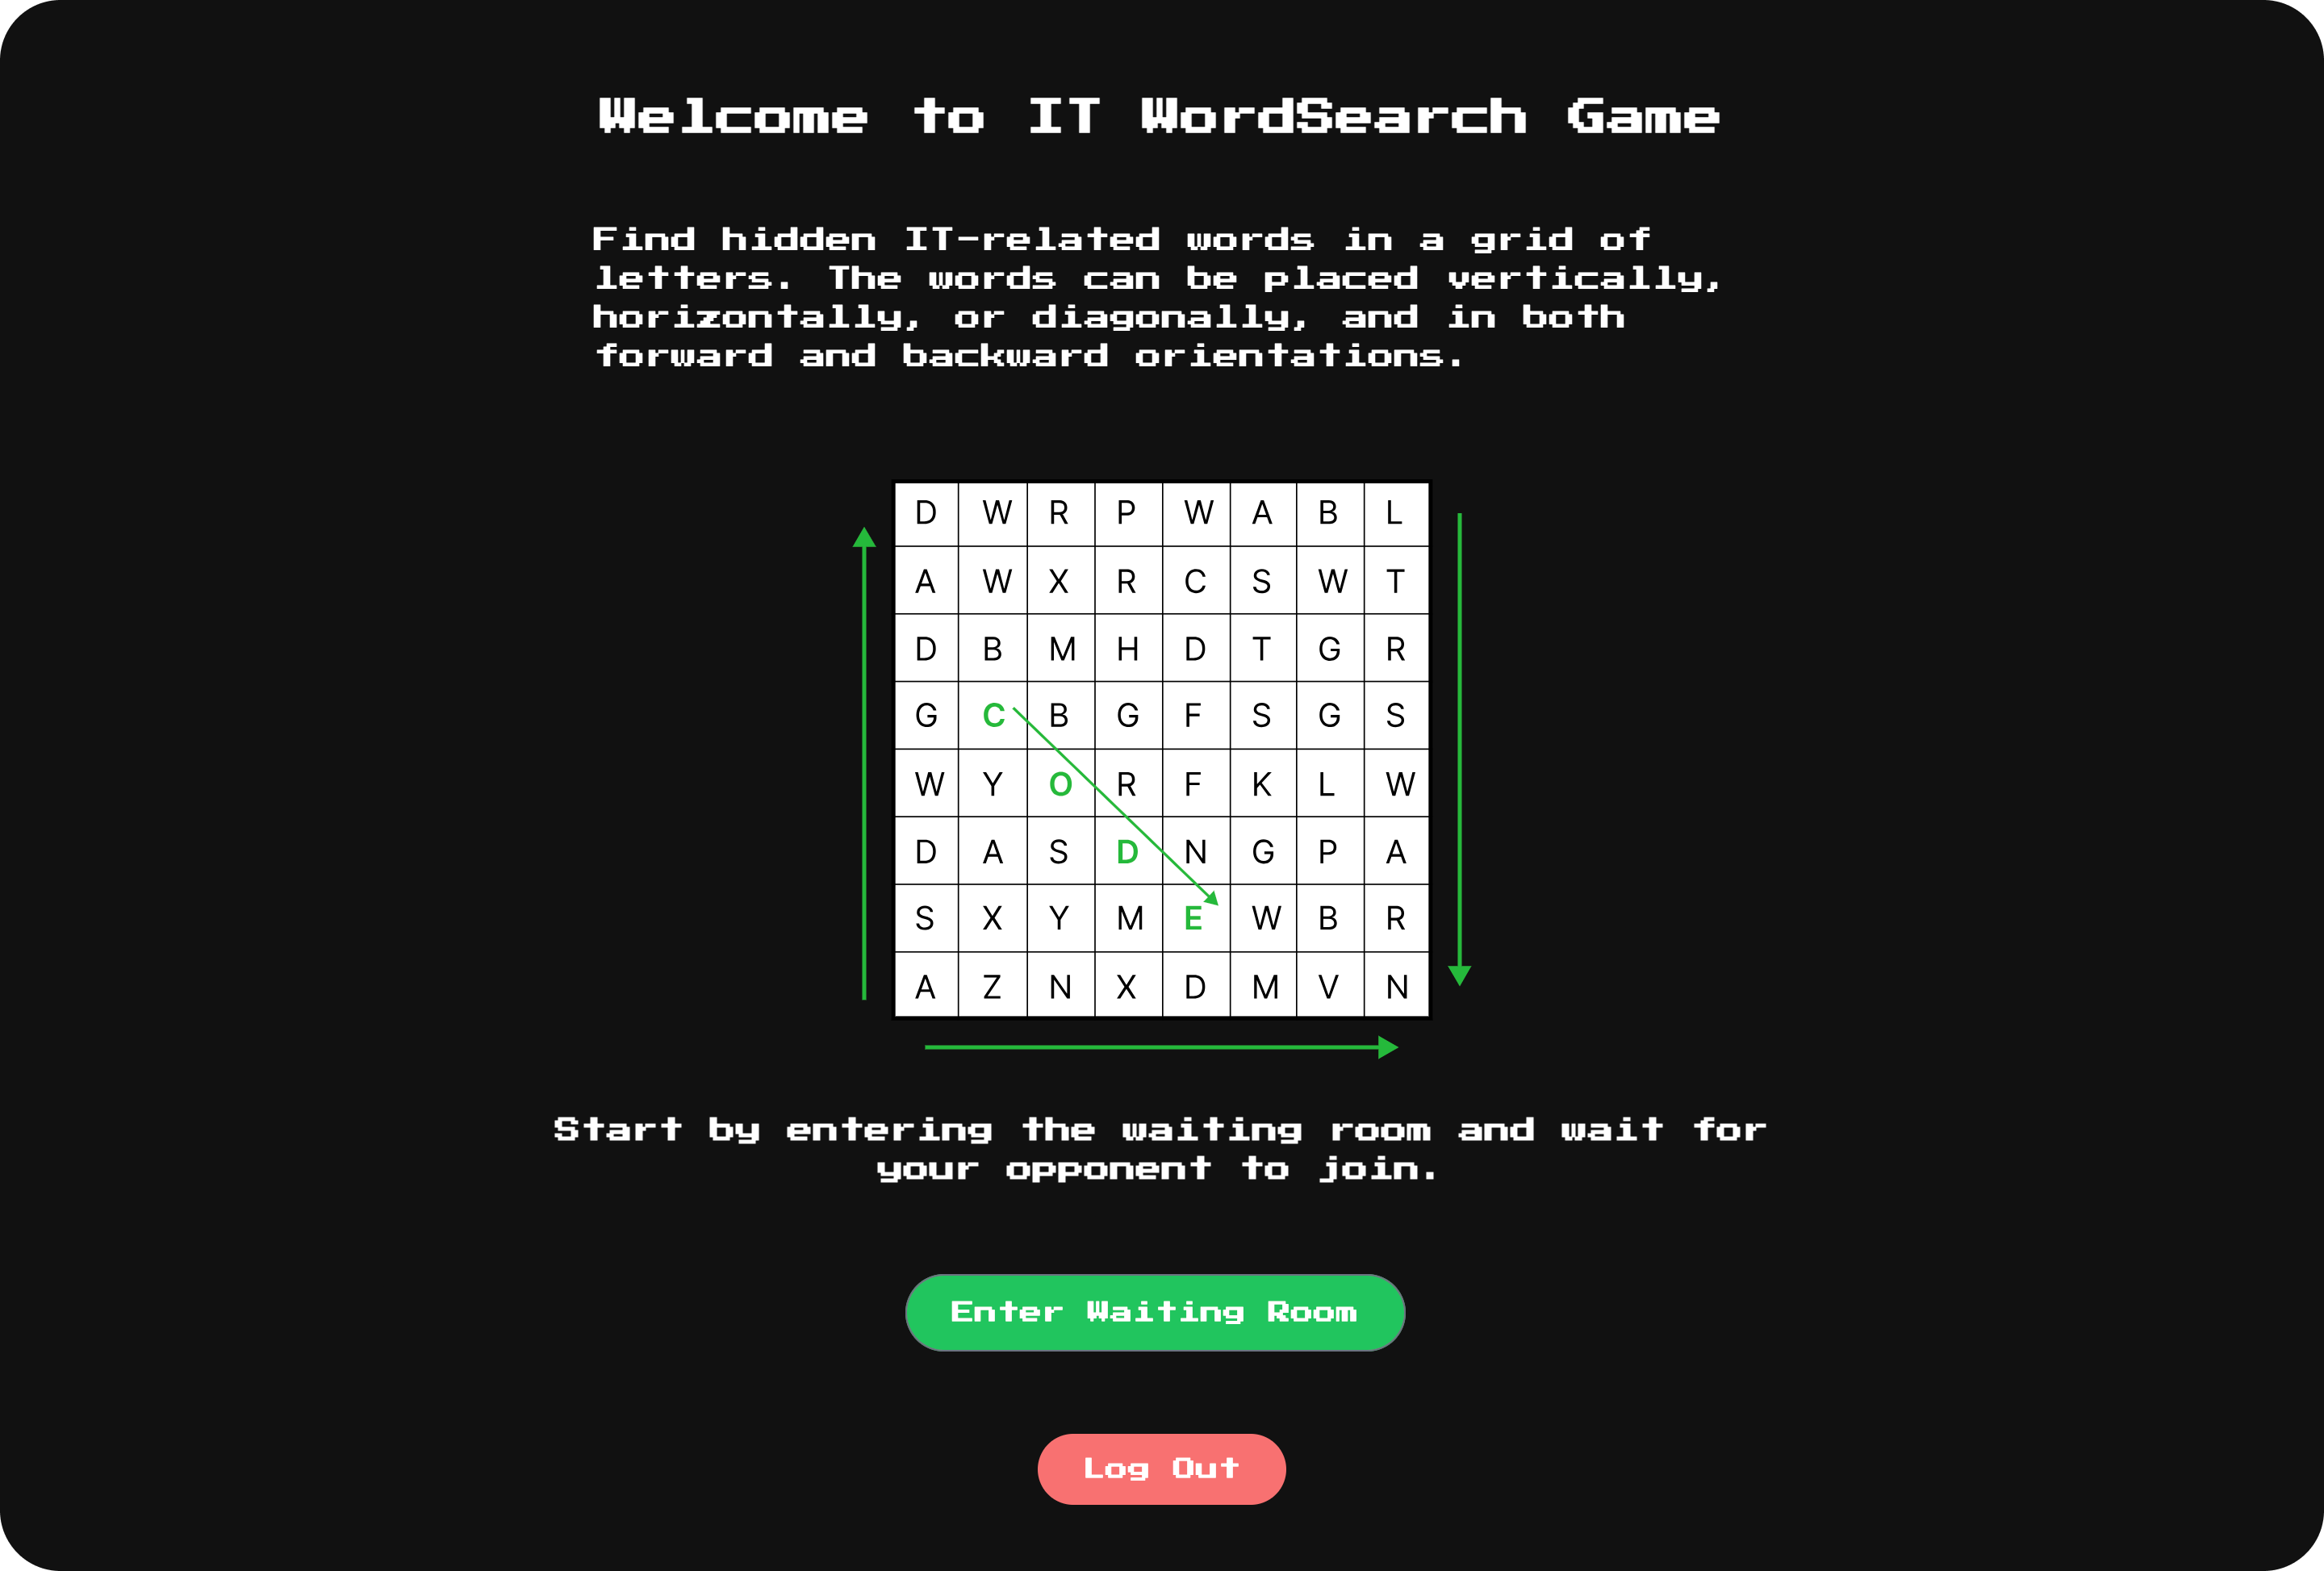 Welcome to IT WordSearch Game
Find hidden IT-related words in a grid of
letters. The words can be placed vertically,
horizontally, or diagonally, and in both
forward and backward orientations.
D W R P W A B L
A W X R C S W T
D B M H D T G R
G C B G F S G S
W Y O R F K L W
D A S D N G P A
S X Y M E W B R
A Z N X D M V N
Start by entering the waiting room and wait for
your opponent to join.
Enter Waiting Room
Log Out